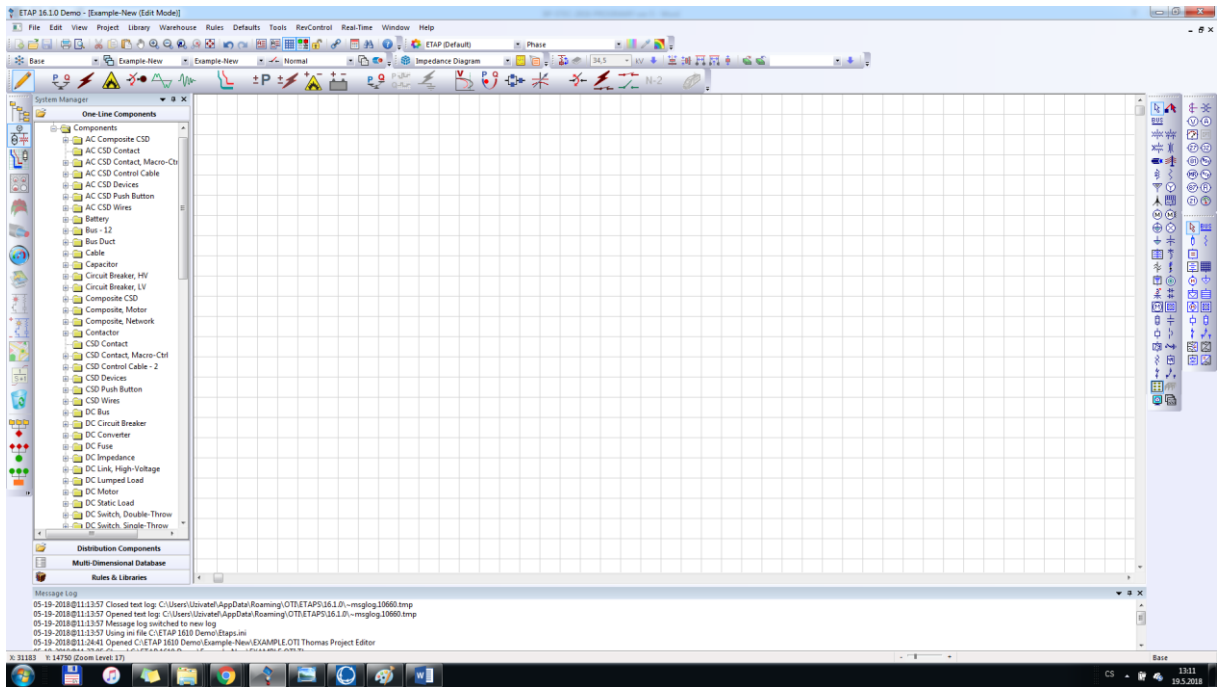 ETAP 16.1.0 Demo - [Example-New (Edit Mode)]
File Edit View Project Library Warehouse Rules Defaults Tools RevControl Real-Time Window Help
ETAP (Default) Phase
Base Example-New Example-New Normal Impedance Diagram 34,5 kV
N-2
System Manager
One-Line Components
Components
AC Composite CSD
AC CSD Contact
AC CSD Contact, Macro-Ctr
AC CSD Control Cable
AC CSD Devices
AC CSD Push Button
AC CSD Wires
Battery
Bus - 12
Bus Duct
Cable
Capacitor
Circuit Breaker, HV
Circuit Breaker, LV
Composite CSD
Composite, Motor
Composite, Network
Contactor
CSD Contact
CSD Contact, Macro-Ctrl
CSD Control Cable - 2
CSD Devices
CSD Push Button
CSD Wires
DC Bus
DC Circuit Breaker
DC Converter
DC Fuse
DC Impedance
DC Link, High-Voltage
DC Lumped Load
DC Motor
DC Static Load
DC Switch, Double-Throw
DC Switch, Single-Throw
Distribution Components
Multi-Dimensional Database
Rules & Libraries
Message Log
05-19-2018@11:13:57 Closed text log: C:\Users\Uzivatel\AppData\Roaming\OTI\ETAPS\16.1.0\~msglog.10660.tmp
05-19-2018@11:13:57 Opened text log: C:\Users\Uzivatel\AppData\Roaming\OTI\ETAPS\16.1.0\~msglog.10660.tmp
05-19-2018@11:13:57 Message log switched to new log
05-19-2018@11:13:57 Using ini file C:\ETAP 1610 Demo\Etaps.ini
05-19-2018@11:24:41 Opened C:\ETAP 1610 Demo\Example-New\EXAMPLE.OTI Thomas Project Editor
X: 31183 Y: 14750 (Zoom Level: 17) Base
CS 13:11
19.5.2018